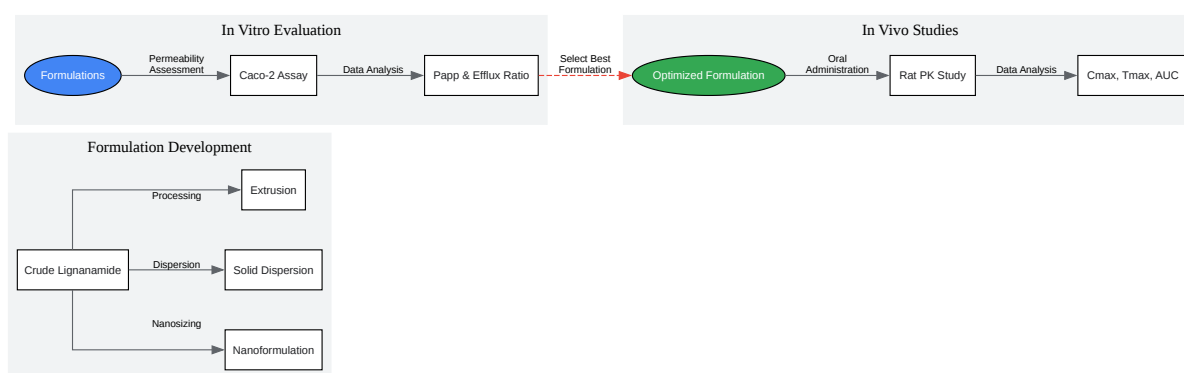 In Vitro Evaluation
Formulations
Permeability
Assessment
Caco-2 Assay
Data Analysis
Papp & Efflux Ratio
Select Best
Formulation
In Vivo Studies
Optimized Formulation
Oral
Administration
Rat PK Study
Data Analysis
Cmax, Tmax, AUC
Formulation Development
Crude Lignanamide
Processing
Extrusion
Dispersion
Solid Dispersion
Nanosizing
Nanoformulation